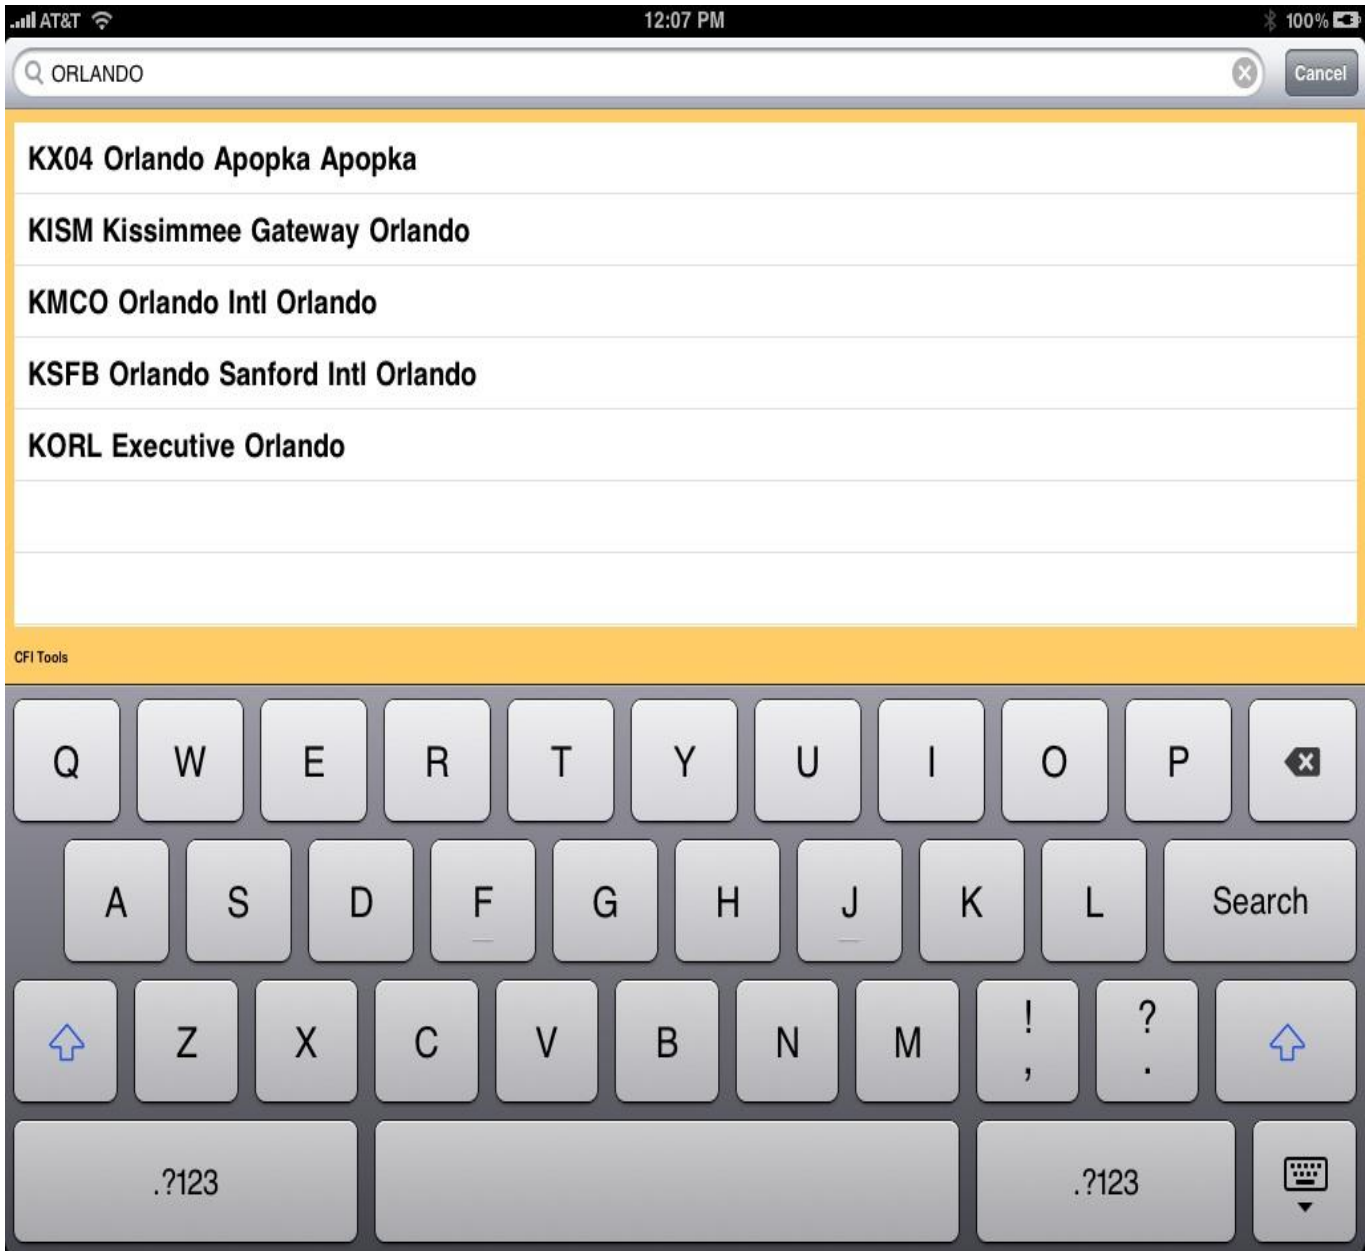 AT&T 12:07 PM 100%
ORLANDO Cancel
KX04 Orlando Apopka Apopka
KISM Kissimmee Gateway Orlando
KMCO Orlando Intl Orlando
KSFB Orlando Sanford Intl Orlando
KORL Executive Orlando
CFI Tools
Q W E R T Y U I O P
A S D F G H J K L Search
Z X C V B N M ! , ? .
.?123 .?123